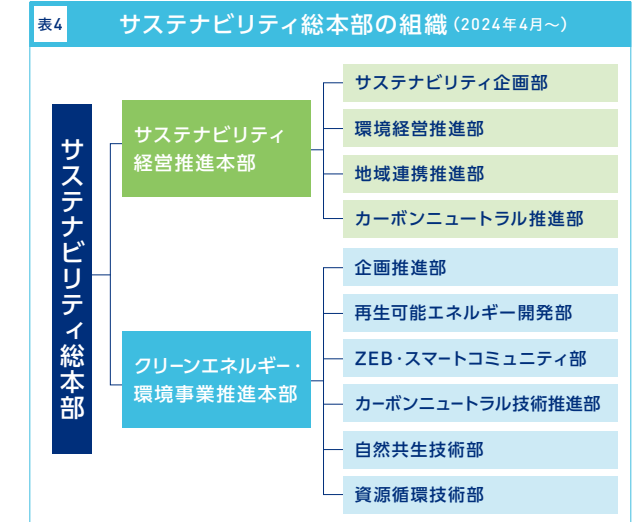 表4
サステナビリティ総本部の組織(2024年4月~)
サステナビリティ総本部
サステナビリティ
経営推進本部
サステナビリティ企画部
環境経営推進部
地域連携推進部
カーボンニュートラル推進部
クリーンエネルギー・
環境事業推進本部
企画推進部
再生可能エネルギー開発部
ZEB・スマートコミュニティ部
カーボンニュートラル技術推進部
自然共生技術部
資源循環技術部